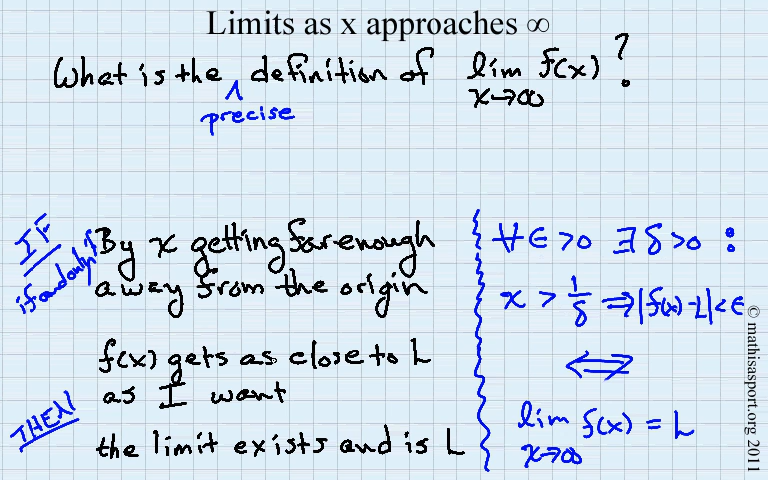 Limits as x approaches ∞
What is the ^ definition of lim f(x) ?
x→∞
precise
IF
if and only if
By x getting far enough
away from the origin
f(x) gets as close to L
as I want
THEN
the limit exists and is L
∀ ϵ > 0 ∃ δ > 0 :
x > 1/δ ⇒ |f(x) - L| < ϵ
⇔
lim f(x) = L
x→∞
© mathisasport.org 2011